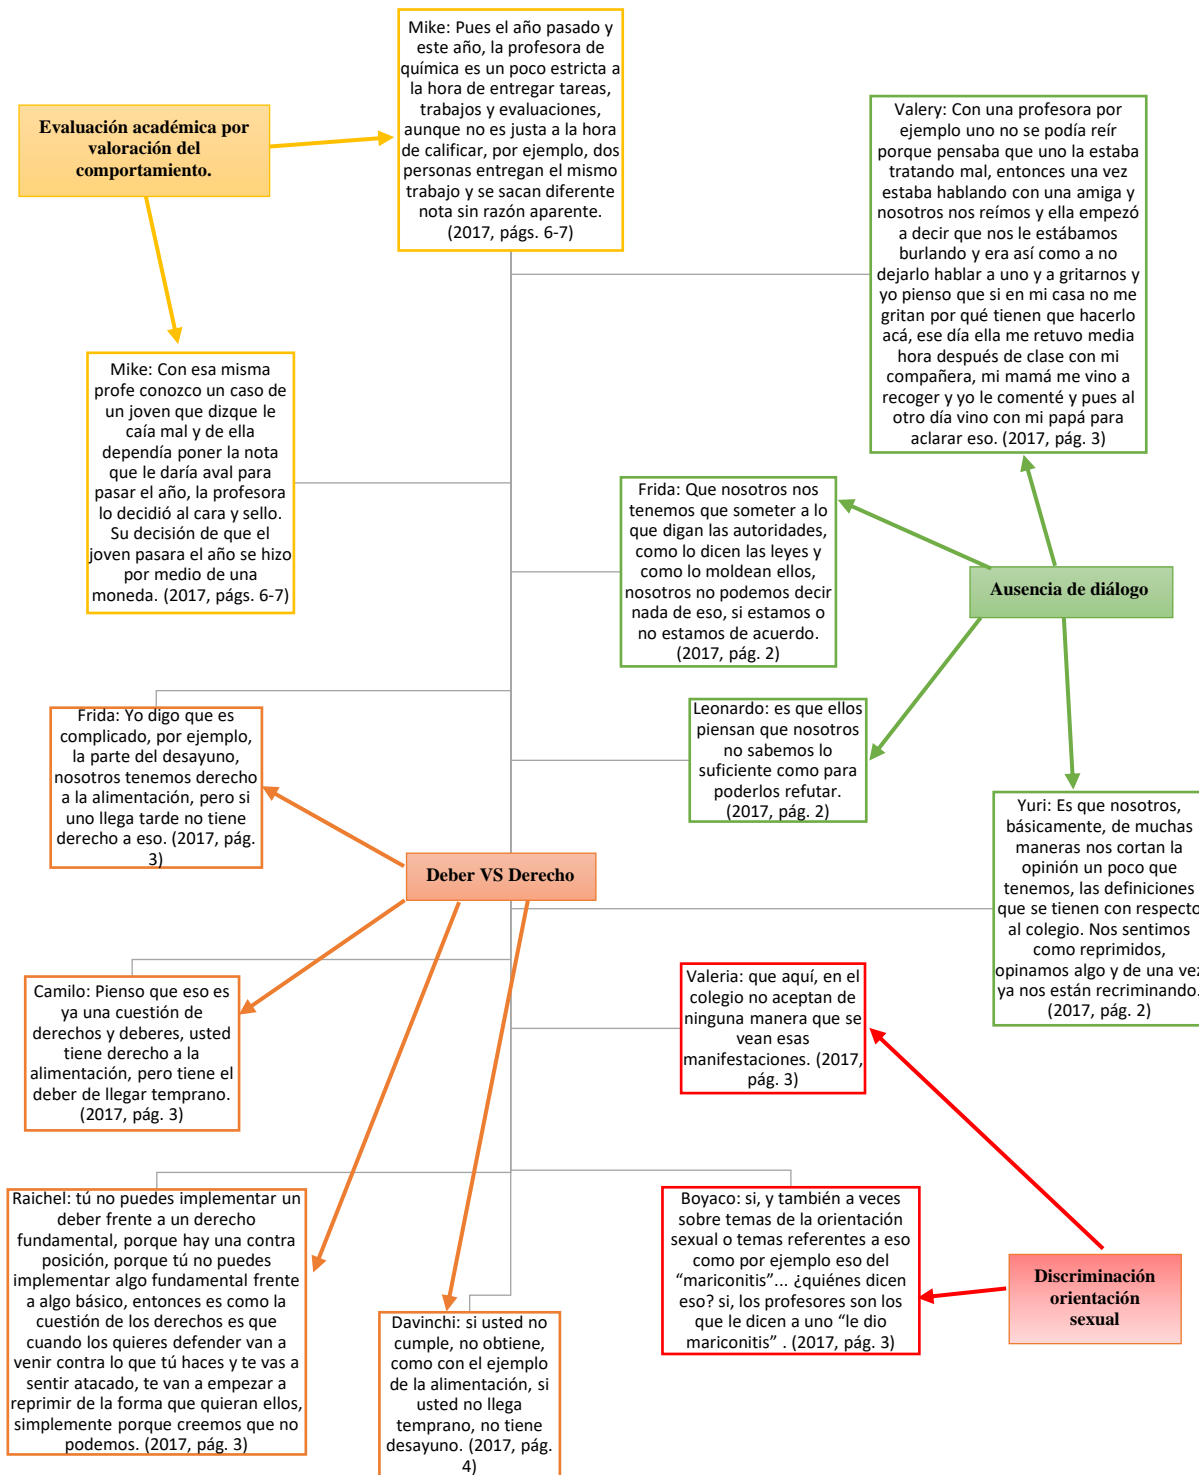 Mike: Pues el año pasado y
este año, la profesora de
química es un poco estricta a
la hora de entregar tareas,
trabajos y evaluaciones,
aunque no es justa a la hora
de calificar, por ejemplo, dos
personas entregan el mismo
trabajo y se sacan diferente
nota sin razón aparente.
(2017, págs. 6-7)
Evaluación académica por
valoración del
comportamiento.
Valery: Con una profesora por
ejemplo uno no se podía reír
porque pensaba que uno la estaba
tratando mal, entonces una vez
estaba hablando con una amiga y
nosotros nos reímos y ella empezó
a decir que nos le estábamos
burlando y era así como a no
dejarlo hablar a uno y a gritarnos y
yo pienso que si en mi casa no me
gritan por qué tienen que hacerlo
acá, ese día ella me retuvo media
hora después de clase con mi
compañera, mi mamá me vino a
recoger y yo le comenté y pues al
otro día vino con mi papá para
aclarar eso. (2017, pág. 3)
Mike: Con esa misma
profe conozco un caso de
un joven que dizque le
caía mal y de ella
dependía poner la nota
que le daría aval para
pasar el año, la profesora
lo decidió al cara y sello.
Su decisión de que el
joven pasara el año se hizo
por medio de una
moneda. (2017, págs. 6-7)
Frida: Que nosotros nos
tenemos que someter a lo
que digan las autoridades,
como lo dicen las leyes y
como lo moldean ellos,
nosotros no podemos decir
nada de eso, si estamos o
no estamos de acuerdo.
(2017, pág. 2)
Ausencia de diálogo
Leonardo: es que ellos
piensan que nosotros
no sabemos lo
suficiente como para
poderlos refutar.
(2017, pág. 2)
Frida: Yo digo que es
complicado, por ejemplo,
la parte del desayuno,
nosotros tenemos derecho
a la alimentación, pero si
uno llega tarde no tiene
derecho a eso. (2017, pág.
3)
Yuri: Es que nosotros,
básicamente, de muchas
maneras nos cortan la
opinión un poco que
tenemos, las definiciones
que se tienen con respecto
al colegio. Nos sentimos
como reprimidos,
opinamos algo y de una vez
ya nos están recriminando.
(2017, pág. 2)
Deber VS Derecho
Camilo: Pienso que eso es
ya una cuestión de
derechos y deberes, usted
tiene derecho a la
alimentación, pero tiene el
deber de llegar temprano.
(2017, pág. 3)
Valeria: que aquí, en el
colegio no aceptan de
ninguna manera que se
vean esas
manifestaciones. (2017,
pág. 3)
Raichel: tú no puedes implementar un
deber frente a un derecho
fundamental, porque hay una contra
posición, porque tú no puedes
implementar algo fundamental frente
a algo básico, entonces es como la
cuestión de los derechos es que
cuando los quieres defender van a
venir contra lo que tú haces y te vas a
sentir atacado, te van a empezar a
reprimir de la forma que quieran ellos,
simplemente porque creemos que no
podemos. (2017, pág. 3)
Boyaco: si, y también a veces
sobre temas de la orientación
sexual o temas referentes a eso
como por ejemplo eso del
“mariconitis”... ¿quiénes dicen
eso? si, los profesores son los
que le dicen a uno “le dio
mariconitis” . (2017, pág. 3)
Discriminación
orientación
sexual
Davinchi: si usted no
cumple, no obtiene,
como con el ejemplo
de la alimentación, si
usted no llega
temprano, no tiene
desayuno. (2017, pág.
4)